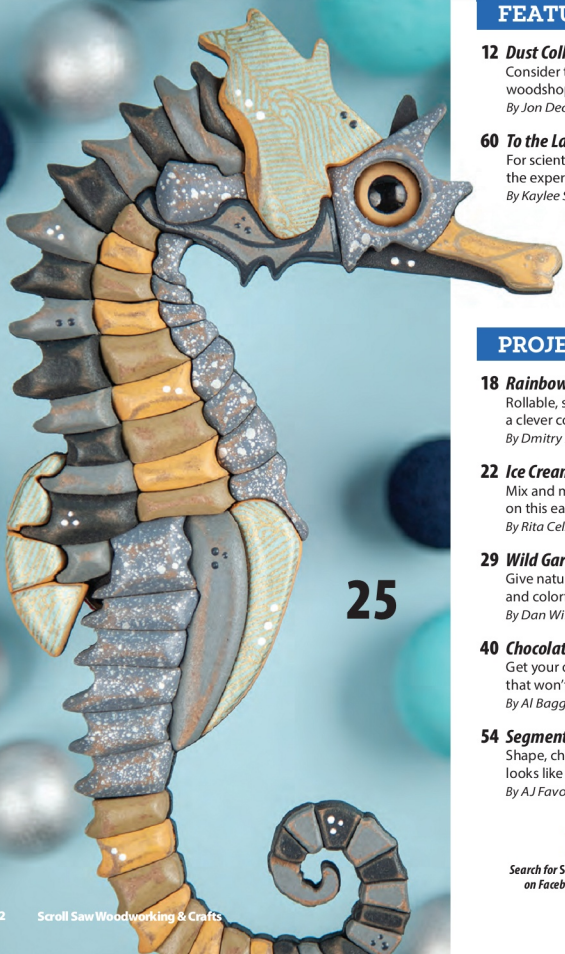 FEATU
12 Dust Coll
Consider t
woodshop
By Jon Dec
60 To the La
For scient
the exper
By Kaylee S
PROJE
18 Rainbow
Rollable, s
a clever co
By Dmitry
22 Ice Crean
Mix and m
on this ea
By Rita Cel
29 Wild Gar
Give natu
and color
By Dan Wi
40 Chocolat
Get your c
that won't
By Al Bagg
54 Segment
Shape, ch
looks like
By AJ Favo
25
Search for S
on Faceb
2 Scroll Saw Woodworking & Crafts